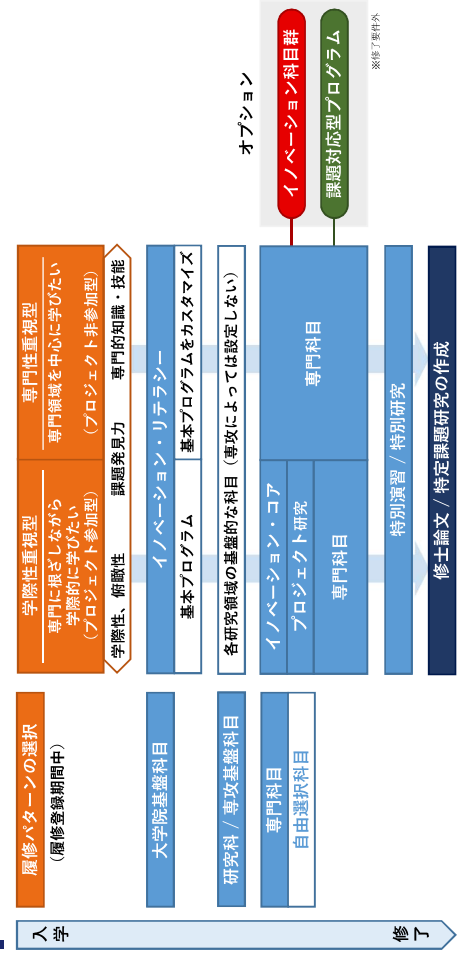 入学
修了
履修パターンの選択
（履修登録期間中）
学際性重視型
専門に根ざしながら
学際的に学びたい
（プロジェクト参加型）
専門性重視型
専門領域を中心に学びたい
（プロジェクト非参加型）
学際性、俯瞰性
課題発見力
専門的知識・技能
大学院基盤科目
イノベーション・リテラシー
基本プログラム
基本プログラムをカスタマイズ
研究科 / 専攻基盤科目
各研究領域の基盤的な科目（専攻によっては設定しない）
専門科目
自由選択科目
イノベーション・コア
プロジェクト研究
専門科目
専門科目
オプション
イノベーション科目群
課題対応型プログラム
※修了要件外
特別演習 / 特別研究
修士論文 / 特定課題研究の作成